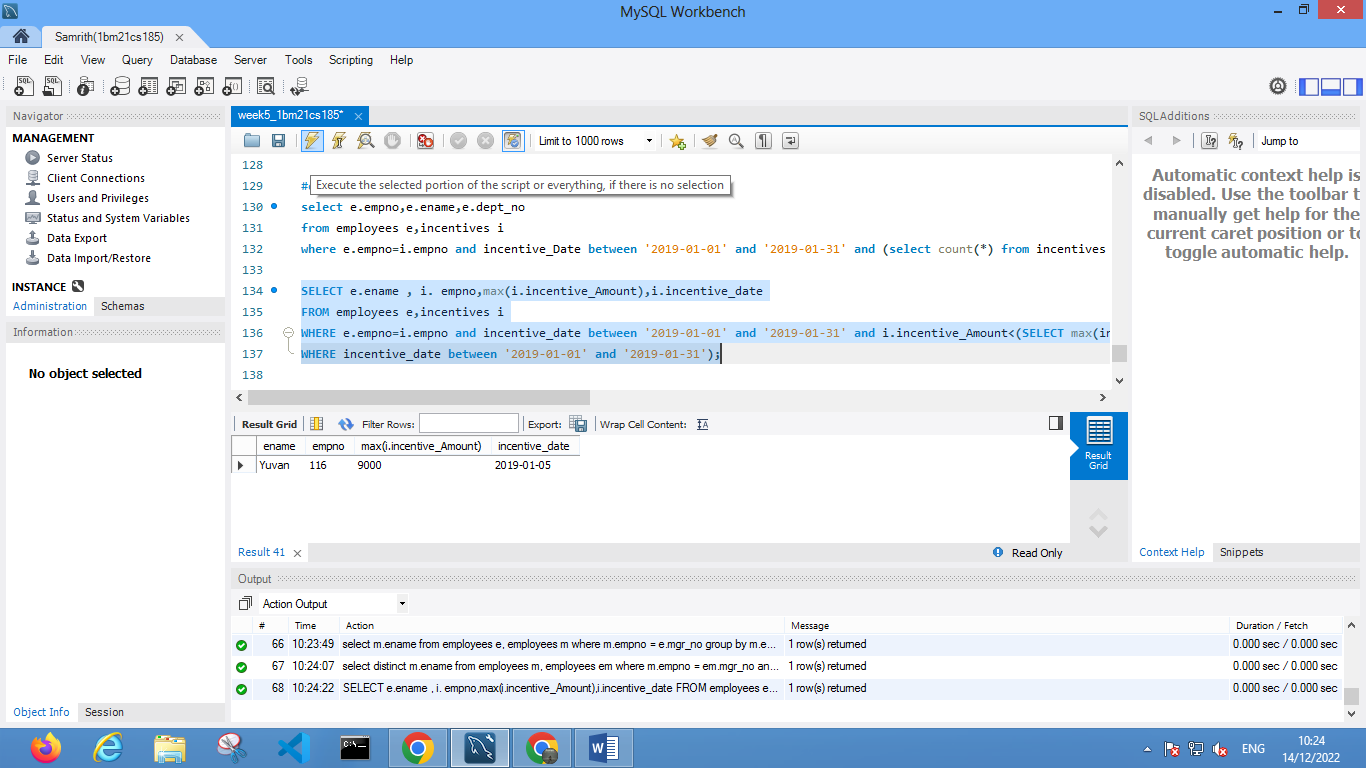 MySQL Workbench
Samrith(1bm21cs185)
File Edit View Query Database Server Tools Scripting Help
Navigator
MANAGEMENT
Server Status
Client Connections
Users and Privileges
Status and System Variables
Data Export
Data Import/Restore
INSTANCE
Administration Schemas
Information
No object selected
Object Info Session
week5_1bm21cs185*
Limit to 1000 rows
128
129 #
Execute the selected portion of the script or everything, if there is no selection
130 select e.empno,e.ename,e.dept_no
131 from employees e,incentives i
132 where e.empno=i.empno and incentive_Date between '2019-01-01' and '2019-01-31' and (select count(*) from incentives
133
134 SELECT e.ename , i. empno,max(i.incentive_Amount),i.incentive_date
135 FROM employees e,incentives i
136 WHERE e.empno=i.empno and incentive_date between '2019-01-01' and '2019-01-31' and i.incentive_Amount<(SELECT max(in
137 WHERE incentive_date between '2019-01-01' and '2019-01-31');
138
Result Grid Filter Rows: Export: Wrap Cell Content:
ename empno max(i.incentive_Amount) incentive_date
Yuvan 116 9000 2019-01-05
Result
Grid
Result 41
Read Only
Output
Action Output
# Time Action Message Duration / Fetch
66 10:23:49 select m.ename from employees e, employees m where m.empno = e.mgr_no group by m.e... 1 row(s) returned 0.000 sec / 0.000 sec
67 10:24:07 select distinct m.ename from employees m, employees em where m.empno = em.mgr_no an... 1 row(s) returned 0.000 sec / 0.000 sec
68 10:24:22 SELECT e.ename , i. empno,max(i.incentive_Amount),i.incentive_date FROM employees e... 1 row(s) returned 0.000 sec / 0.000 sec
SQLAdditions
Jump to
Automatic context help is
disabled. Use the toolbar t
manually get help for the
current caret position or to
toggle automatic help.
Context Help Snippets
ENG
10:24
14/12/2022